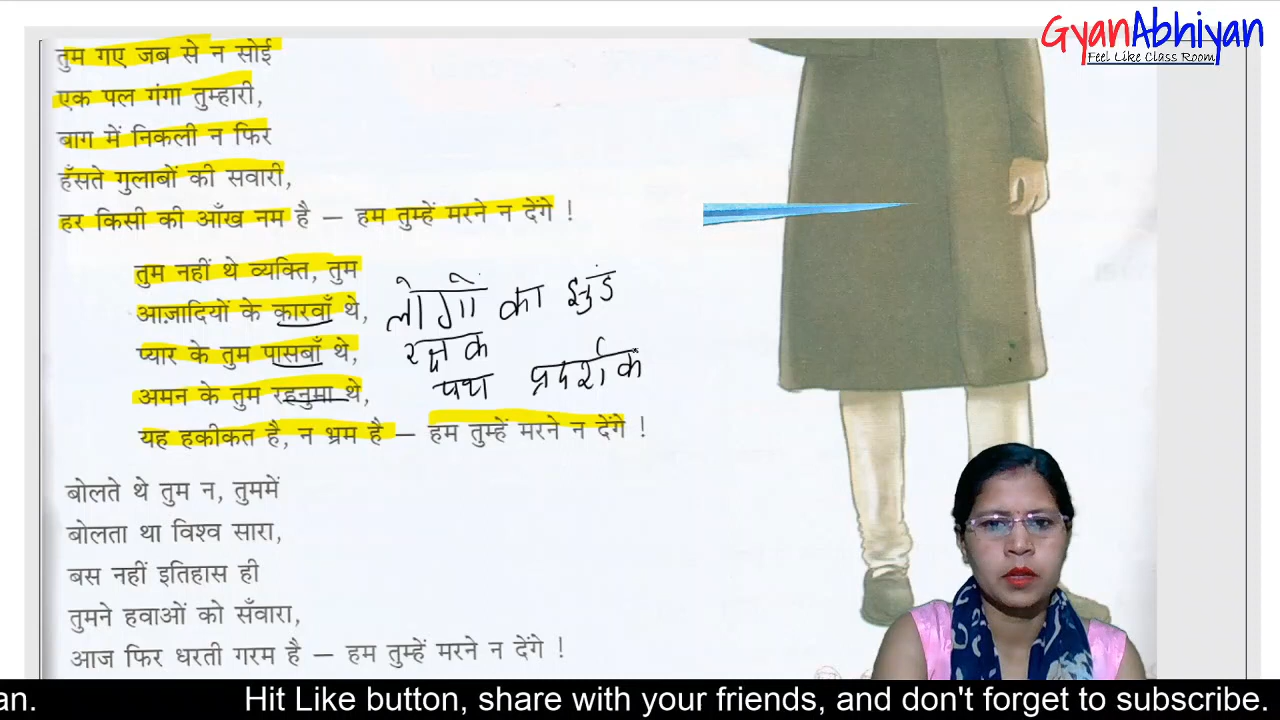 GyanAbhiyan
Feel Like Class Room
तुम गए जब से न सोई
एक पल गंगा तुम्हारी,
बाग में निकली न फिर
हँसते गुलाबों की सवारी,
हर किसी की आँख नम है – हम तुम्हें मरने न देंगे !
तुम नहीं थे व्यक्ति, तुम
आज़ादियों के कारवाँ थे, लोगों का झुंड
प्यार के तुम पासबाँ थे, रक्षक
अमन के तुम रहनुमा थे, पथ प्रदर्शक
यह हकीकत है, न भ्रम है – हम तुम्हें मरने न देंगे !
बोलते थे तुम न, तुममें
बोलता था विश्व सारा,
बस नहीं इतिहास ही
तुमने हवाओं को सँवारा,
आज फिर धरती गरम है – हम तुम्हें मरने न देंगे !
an. Hit Like button, share with your friends, and don't forget to subscribe.